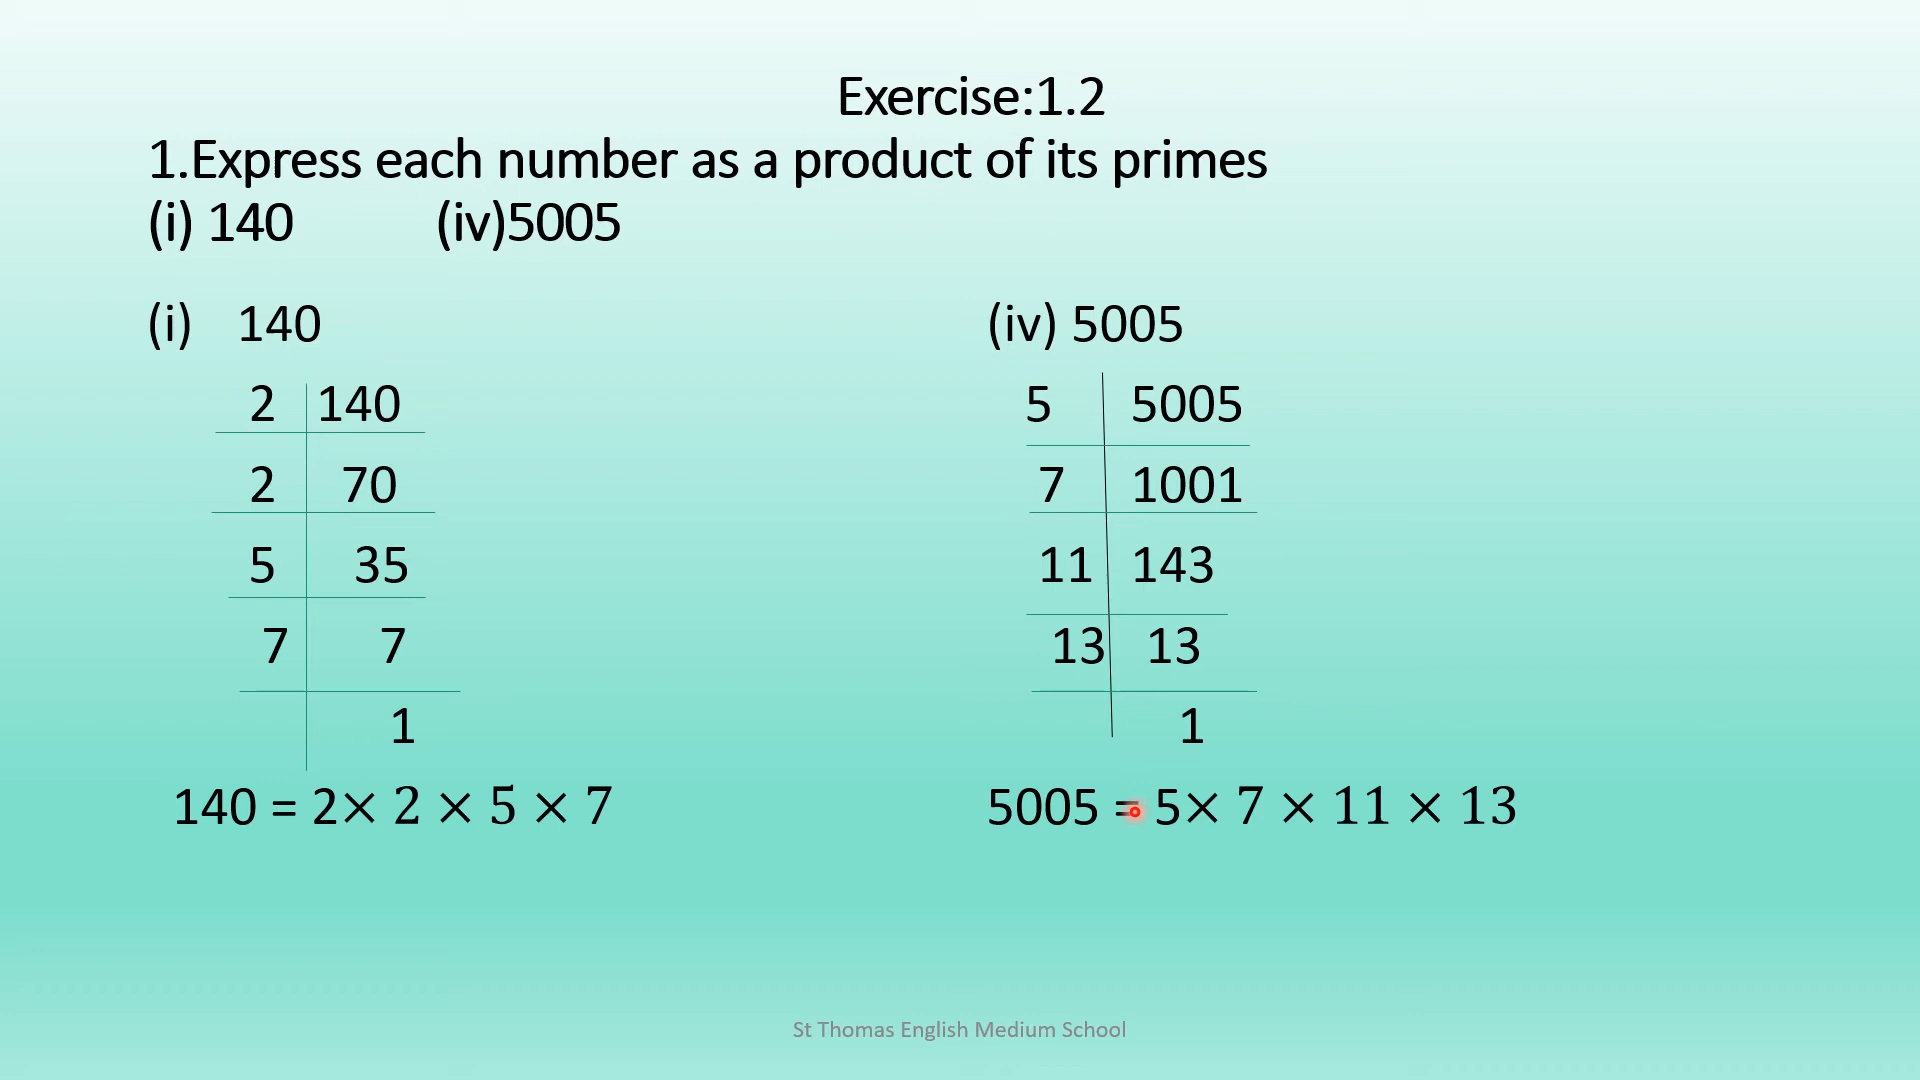 Exercise:1.2
1.Express each number as a product of its primes
(i) 140 (iv)5005
(i) 140
2 140
2 70
5 35
7 7
1
140 = 2× 2 × 5 × 7
(iv) 5005
5 5005
7 1001
11 143
13 13
1
5005 = 5× 7 × 11 × 13
St Thomas English Medium School